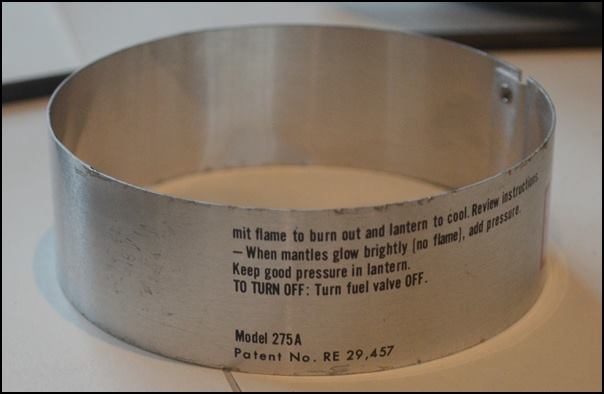 mit flame to burn out and lantern to cool. Review instructions.
— When mantles glow brightly (no flame), add pressure.
Keep good pressure in lantern.
TO TURN OFF: Turn fuel valve OFF.
Model 275A
Patent No. RE 29,457